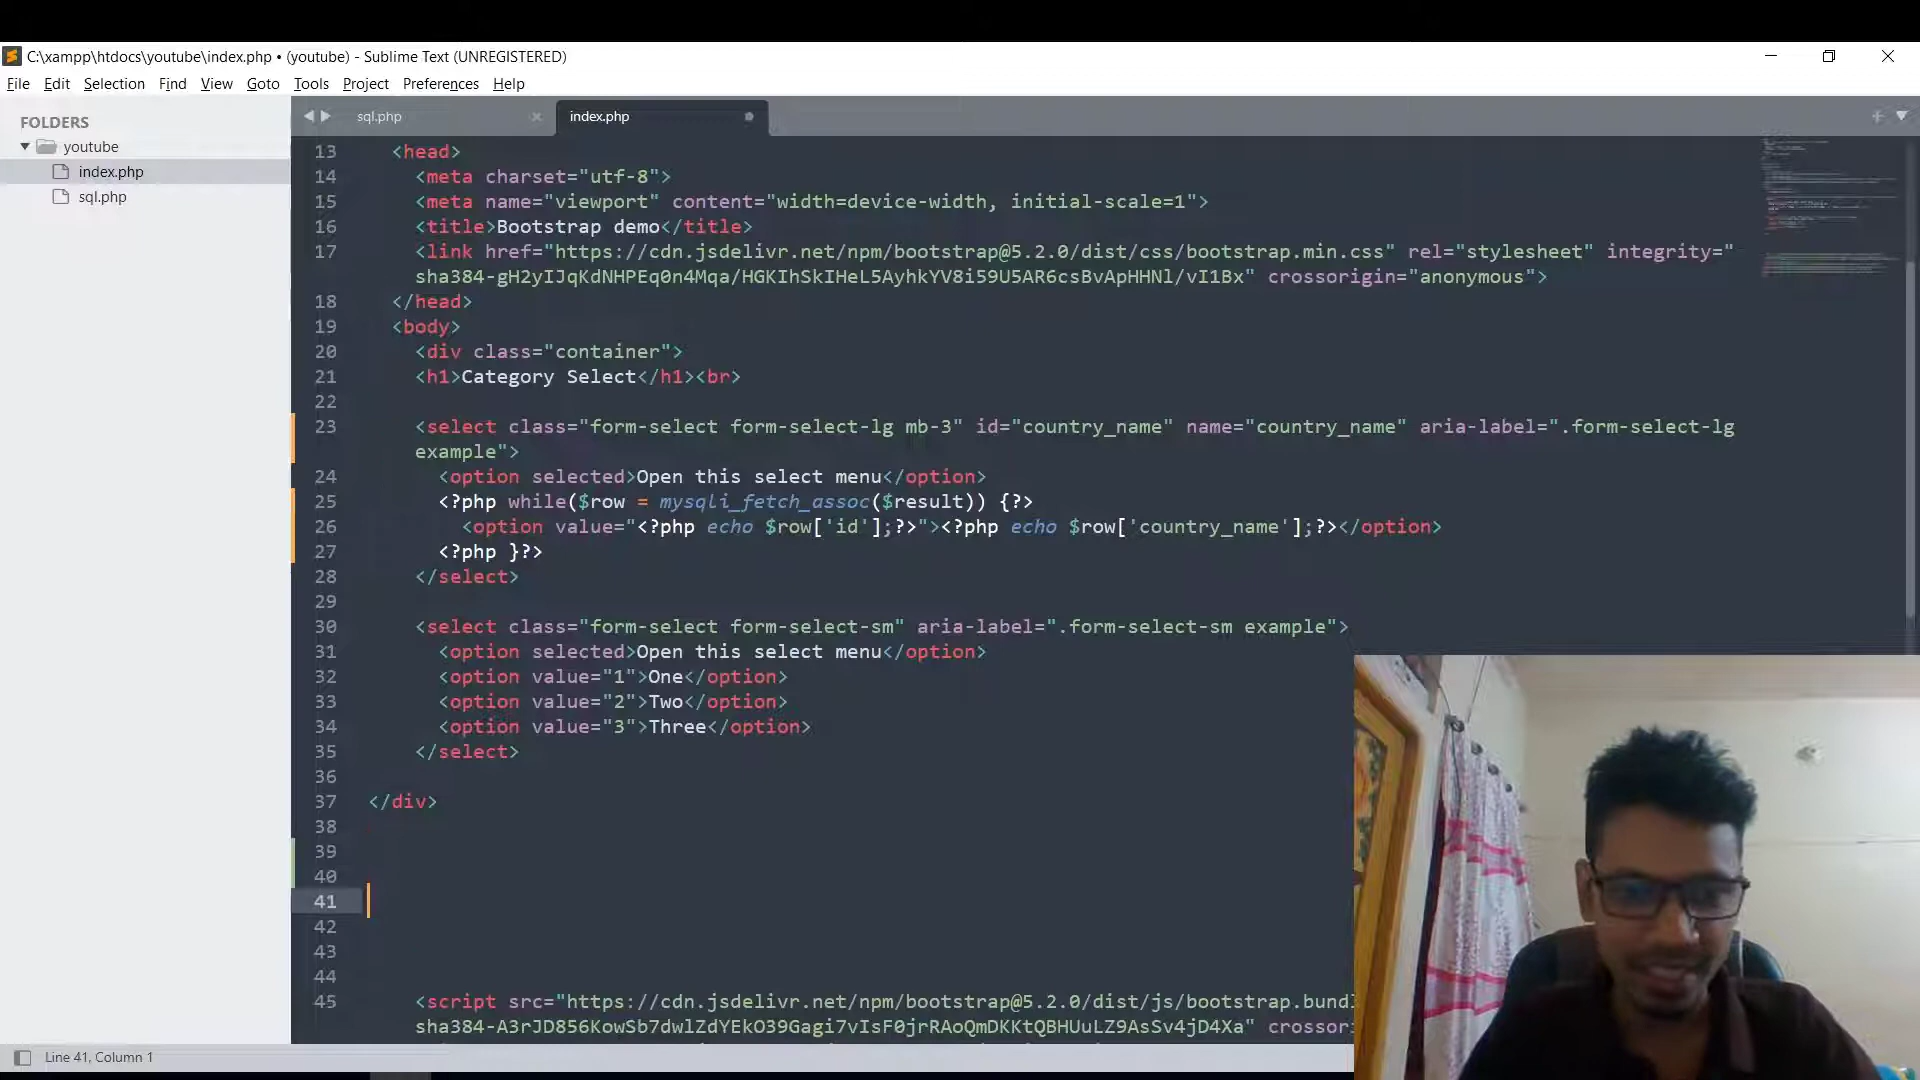 C:\xampp\htdocs\youtube\index.php • (youtube) - Sublime Text (UNREGISTERED)
File Edit Selection Find View Goto Tools Project Preferences Help
FOLDERS
youtube
index.php
sql.php
sql.php index.php
13 <head>
14 <meta charset="utf-8">
15 <meta name="viewport" content="width=device-width, initial-scale=1">
16 <title>Bootstrap demo</title>
17 <link href="https://cdn.jsdelivr.net/npm/bootstrap@5.2.0/dist/css/bootstrap.min.css" rel="stylesheet" integrity="
sha384-gH2yIJqKdNHPEq0n4Mqa/HGKIhSkIHeL5AyhkYV8i59U5AR6csBvApHHNl/vI1Bx" crossorigin="anonymous">
18 </head>
19 <body>
20 <div class="container">
21 <h1>Category Select</h1><br>
22
23 <select class="form-select form-select-lg mb-3" id="country_name" name="country_name" aria-label=".form-select-lg
example">
24 <option selected>Open this select menu</option>
25 <?php while($row = mysqli_fetch_assoc($result)) {?>
26 <option value="<?php echo $row['id'];?>"><?php echo $row['country_name'];?></option>
27 <?php }?>
28 </select>
29
30 <select class="form-select form-select-sm" aria-label=".form-select-sm example">
31 <option selected>Open this select menu</option>
32 <option value="1">One</option>
33 <option value="2">Two</option>
34 <option value="3">Three</option>
35 </select>
36
37 </div>
38
39
40
41
42
43
44
45 <script src="https://cdn.jsdelivr.net/npm/bootstrap@5.2.0/dist/js/bootstrap.bundl
sha384-A3rJD856KowSb7dwlZdYEkO39Gagi7vIsF0jrRAoQmDKKtQBHUuLZ9AsSv4jD4Xa" crossori
Line 41, Column 1